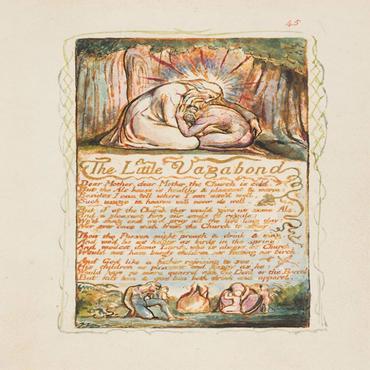 45
The Little Vagabond
Dear Mother, dear Mother, the Church is cold
But the Ale-house is healthy & pleasant & warm
Besides I can tell where I am used well
Such usage in heaven will never do well
But if at the Church they would give us some Ale
And a pleasant fire our souls to regale
We'd sing and we'd pray all the live long day
Nor ever once wish from the Church to stray
Then the Parson might preach & drink & sing
And we'd be as happy as birds in the spring
And modest dame Lurch, who is always at Church
Would not have bandy children nor fasting nor birch
And God like a father rejoicing to see
His children as pleasant and happy as he
Would have no more quarrel with the Devil or the Barrel
But kiss him & give him both drink and apparel